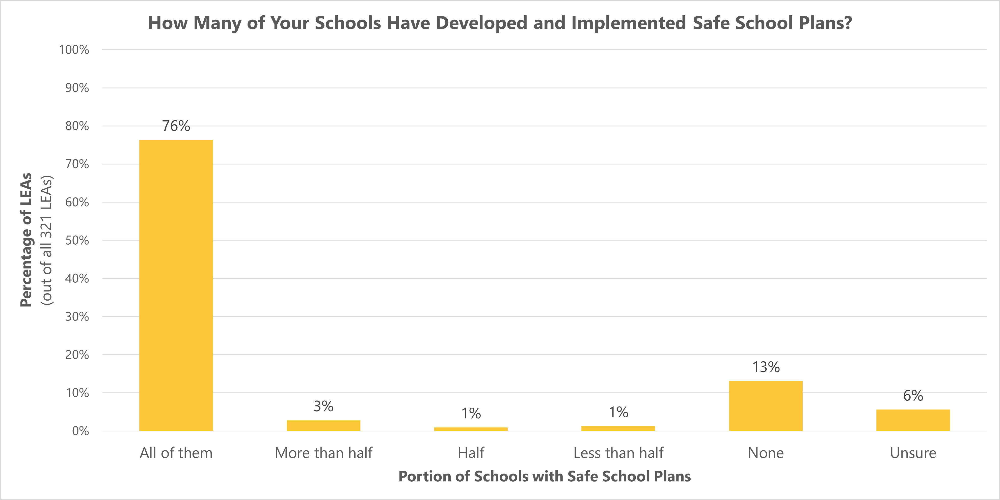 How Many of Your Schools Have Developed and Implemented Safe School Plans?
Percentage of LEAs
(out of all 321 LEAs)
100%
90%
80%
70%
60%
50%
40%
30%
20%
10%
0%
76%
3%
1%
1%
13%
6%
All of them
More than half
Half
Less than half
None
Unsure
Portion of Schools with Safe School Plans